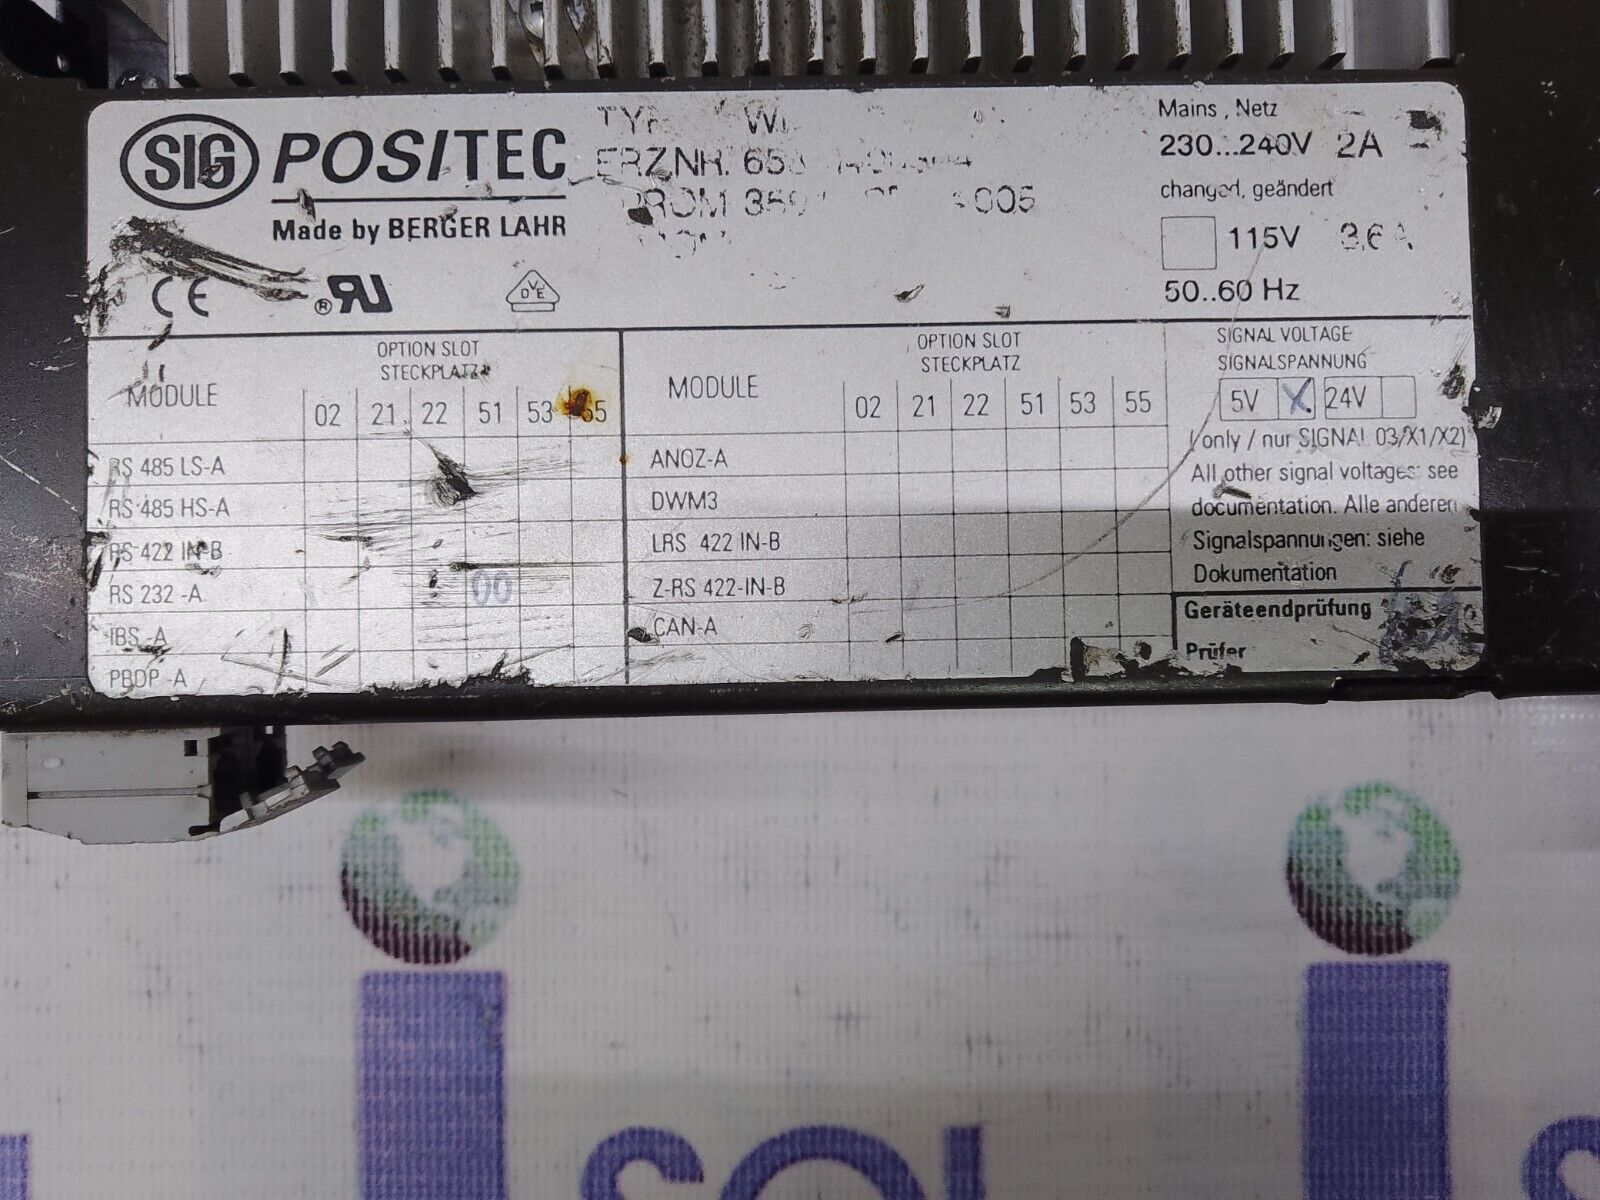 SIG POSITEC
Made by BERGER LAHR
CE
ERZ.NR.
Mains, Netz
230...240V 2A
changed, geändert
115V
50..60 Hz
MODULE
OPTION SLOT
STECKPLATZ
02 21 22 51 53 55
RS 485 LS-A
RS 485 HS-A
RS 422 IN-B
RS 232 -A 00
IBS -A
PBDP -A
MODULE
OPTION SLOT
STECKPLATZ
02 21 22 51 53 55
ANOZ-A
DWM3
LRS 422 IN-B
Z-RS 422-IN-B
CAN-A
SIGNAL VOLTAGE
SIGNALSPANNUNG
5V X 24V
(only / nur SIGNAL 03/X1/X2)
All other signal voltages: see
documentation. Alle anderen
Signalspannungen: siehe
Dokumentation
Geräteendprüfung
Prüfer